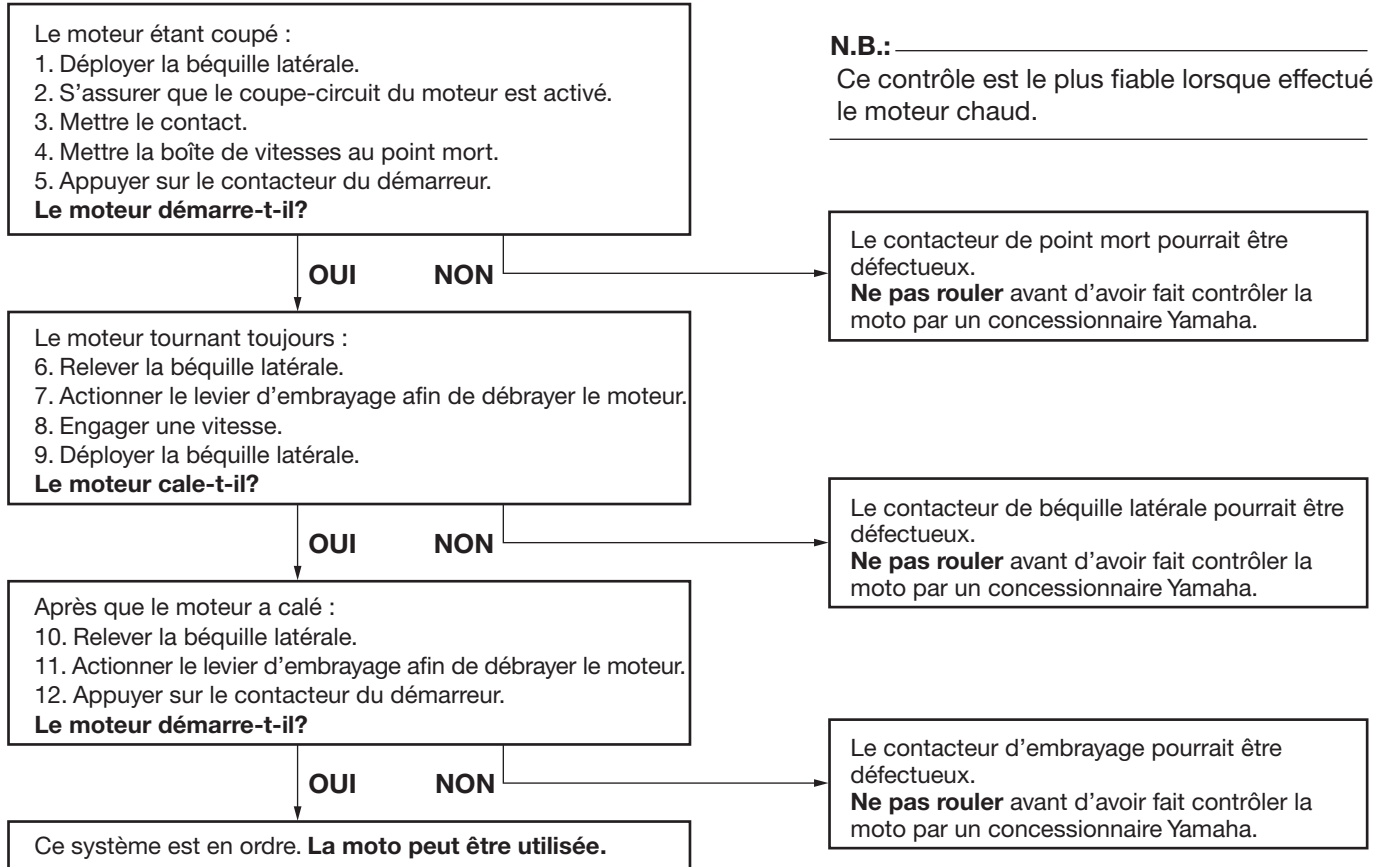 Le moteur étant coupé :
1. Déployer la béquille latérale.
2. S'assurer que le coupe-circuit du moteur est activé.
3. Mettre le contact.
4. Mettre la boîte de vitesses au point mort.
5. Appuyer sur le contacteur du démarreur.
Le moteur démarre-t-il?
N.B.:
Ce contrôle est le plus fiable lorsque effectué
le moteur chaud.
OUI NON
Le contacteur de point mort pourrait être
défectueux.
Ne pas rouler avant d'avoir fait contrôler la
moto par un concessionnaire Yamaha.
Le moteur tournant toujours :
6. Relever la béquille latérale.
7. Actionner le levier d'embrayage afin de débrayer le moteur.
8. Engager une vitesse.
9. Déployer la béquille latérale.
Le moteur cale-t-il?
OUI NON
Le contacteur de béquille latérale pourrait être
défectueux.
Ne pas rouler avant d'avoir fait contrôler la
moto par un concessionnaire Yamaha.
Après que le moteur a calé :
10. Relever la béquille latérale.
11. Actionner le levier d'embrayage afin de débrayer le moteur.
12. Appuyer sur le contacteur du démarreur.
Le moteur démarre-t-il?
OUI NON
Le contacteur d'embrayage pourrait être
défectueux.
Ne pas rouler avant d'avoir fait contrôler la
moto par un concessionnaire Yamaha.
Ce système est en ordre. La moto peut être utilisée.